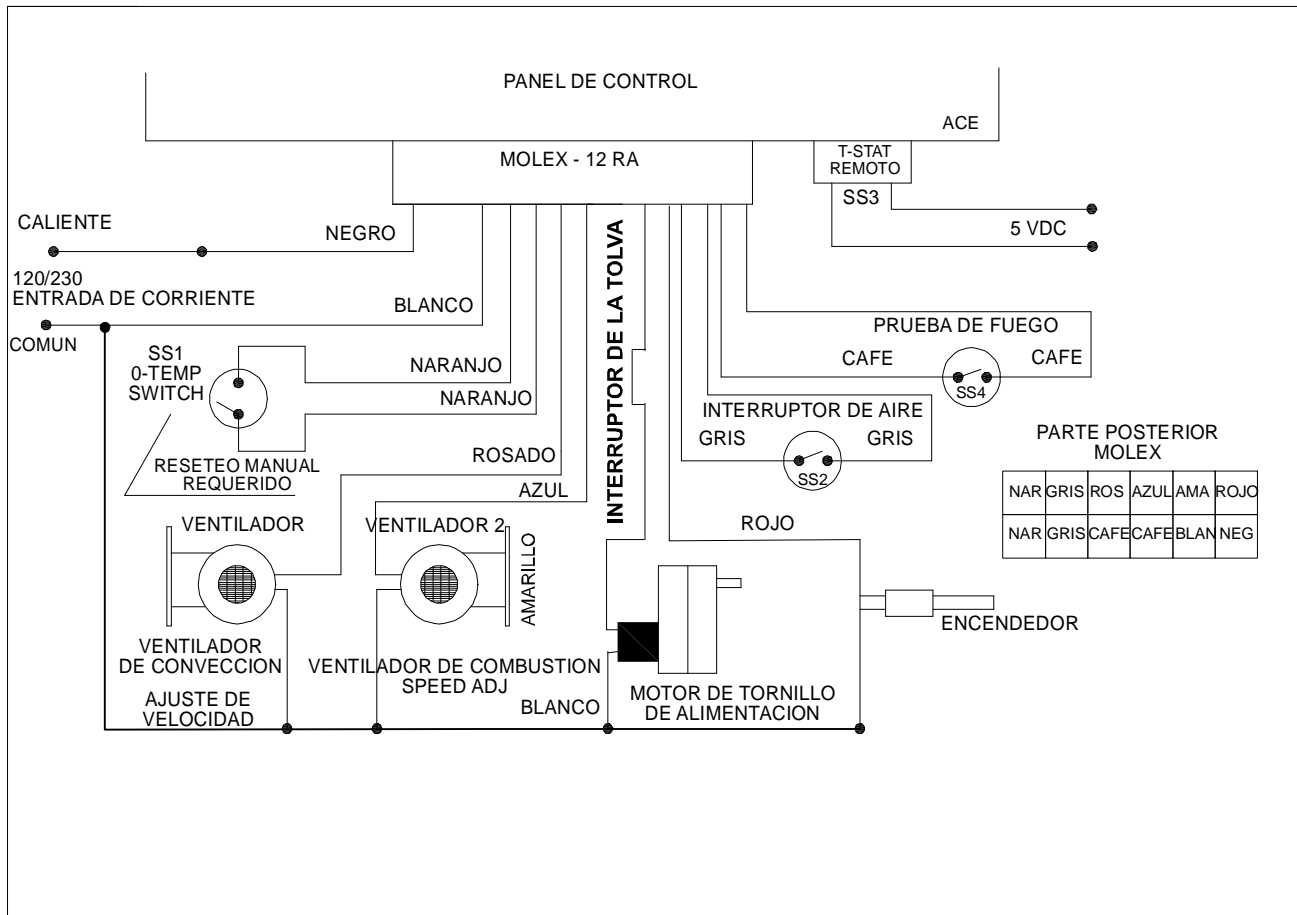 PANEL DE CONTROL
ACE
MOLEX - 12 RA
T-STAT
REMOTO
SS3
5 VDC
CALIENTE
NEGRO
120/230
ENTRADA DE CORRIENTE
BLANCO
COMUN
SS1
0-TEMP
SWITCH
NARANJO
NARANJO
RESETEO MANUAL
REQUERIDO
ROSADO
AZUL
INTERRUPTOR DE LA TOLVA
PRUEBA DE FUEGO
CAFE
CAFE
SS4
INTERRUPTOR DE AIRE
GRIS
GRIS
SS2
PARTE POSTERIOR
MOLEX
NAR GRIS ROS AZUL AMA ROJO
NAR GRIS CAFE CAFE BLAN NEG
ROJO
VENTILADOR
VENTILADOR 2
AMARILLO
ENCENDEDOR
VENTILADOR
DE CONVECCION
AJUSTE DE
VELOCIDAD
VENTILADOR DE COMBUSTION
SPEED ADJ
BLANCO
MOTOR DE TORNILLO
DE ALIMENTACION